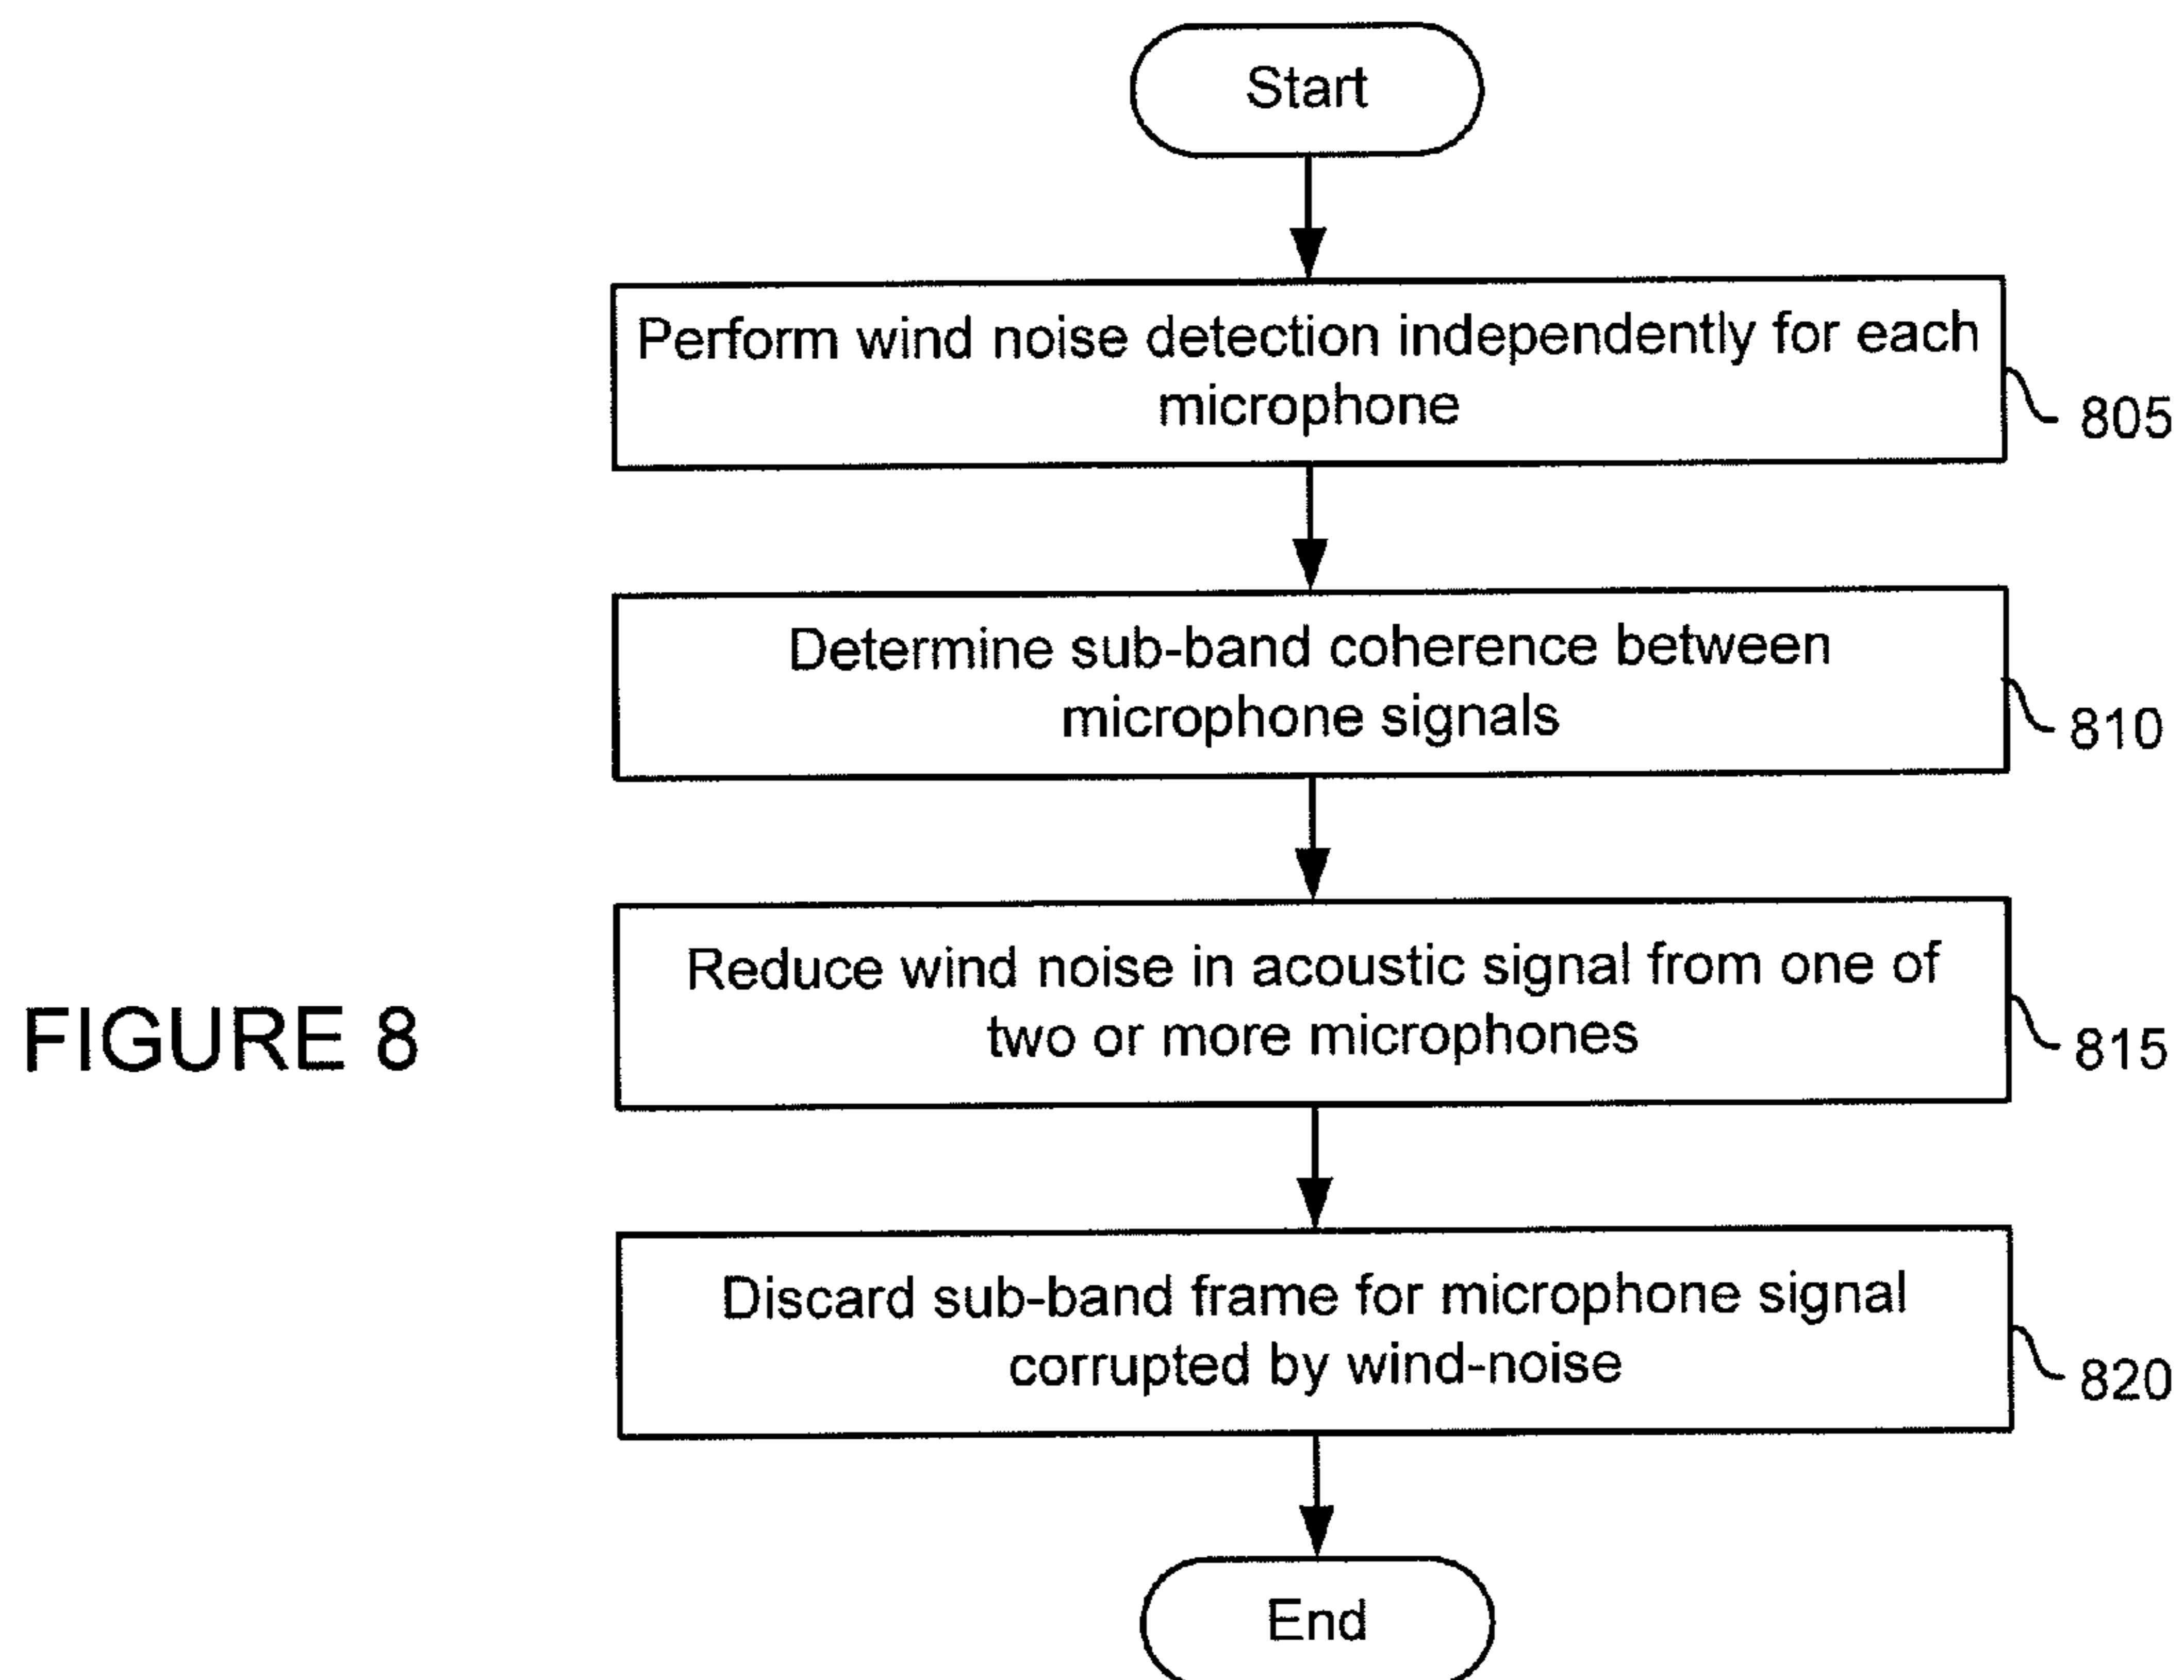 Start
Perform wind noise detection independently for each
microphone
805
Determine sub-band coherence between
microphone signals
810
Reduce wind noise in acoustic signal from one of
two or more microphones
815
FIGURE 8
Discard sub-band frame for microphone signal
corrupted by wind-noise
820
End